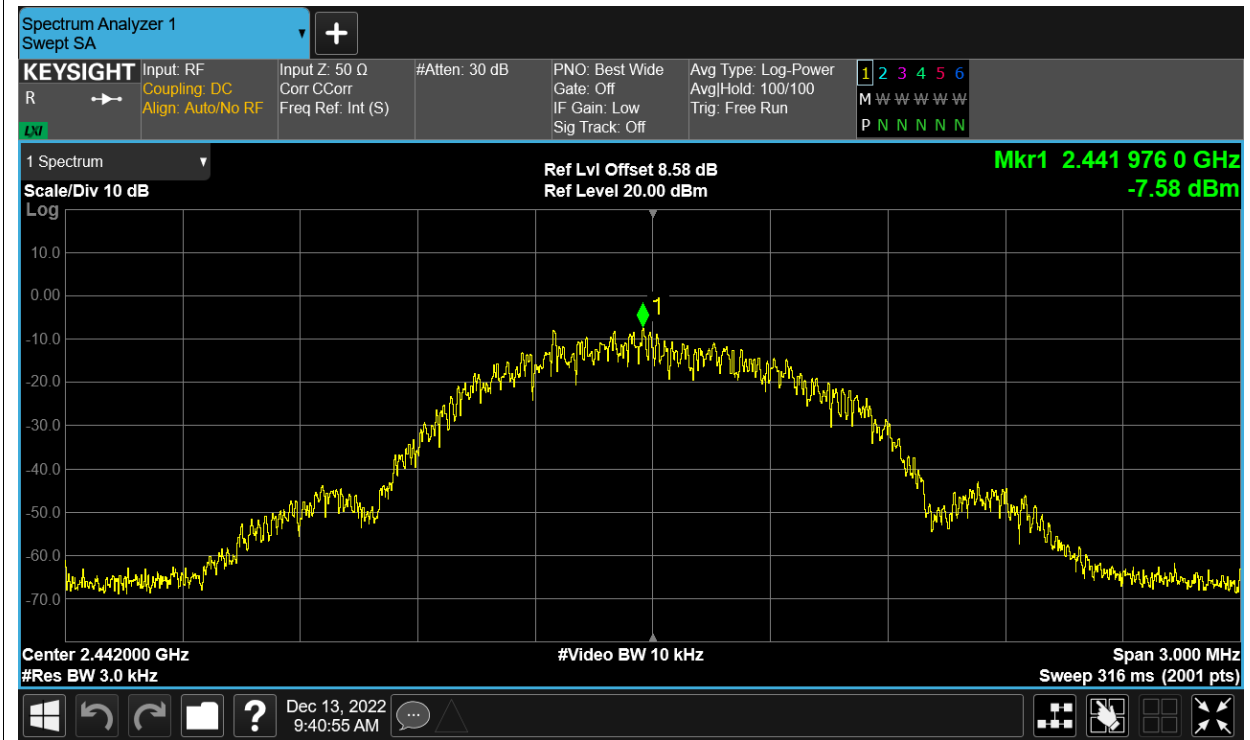 Spectrum Analyzer 1
Swept SA
KEYSIGHT
R
LXI
Input: RF
Coupling: DC
Align: Auto/No RF
Input Z: 50 Ω
Corr CCorr
Freq Ref: Int (S)
#Atten: 30 dB
PNO: Best Wide
Gate: Off
IF Gain: Low
Sig Track: Off
Avg Type: Log-Power
Avg|Hold: 100/100
Trig: Free Run
1 2 3 4 5 6
M W W W W W
P N N N N N
1 Spectrum
Scale/Div 10 dB
Log
Ref Lvl Offset 8.58 dB
Ref Level 20.00 dBm
Mkr1 2.441 976 0 GHz
-7.58 dBm
10.0
0.00
1
-10.0
-20.0
-30.0
-40.0
-50.0
-60.0
-70.0
Center 2.442000 GHz
#Video BW 10 kHz
Span 3.000 MHz
#Res BW 3.0 kHz
Sweep 316 ms (2001 pts)
?
Dec 13, 2022
9:40:55 AM